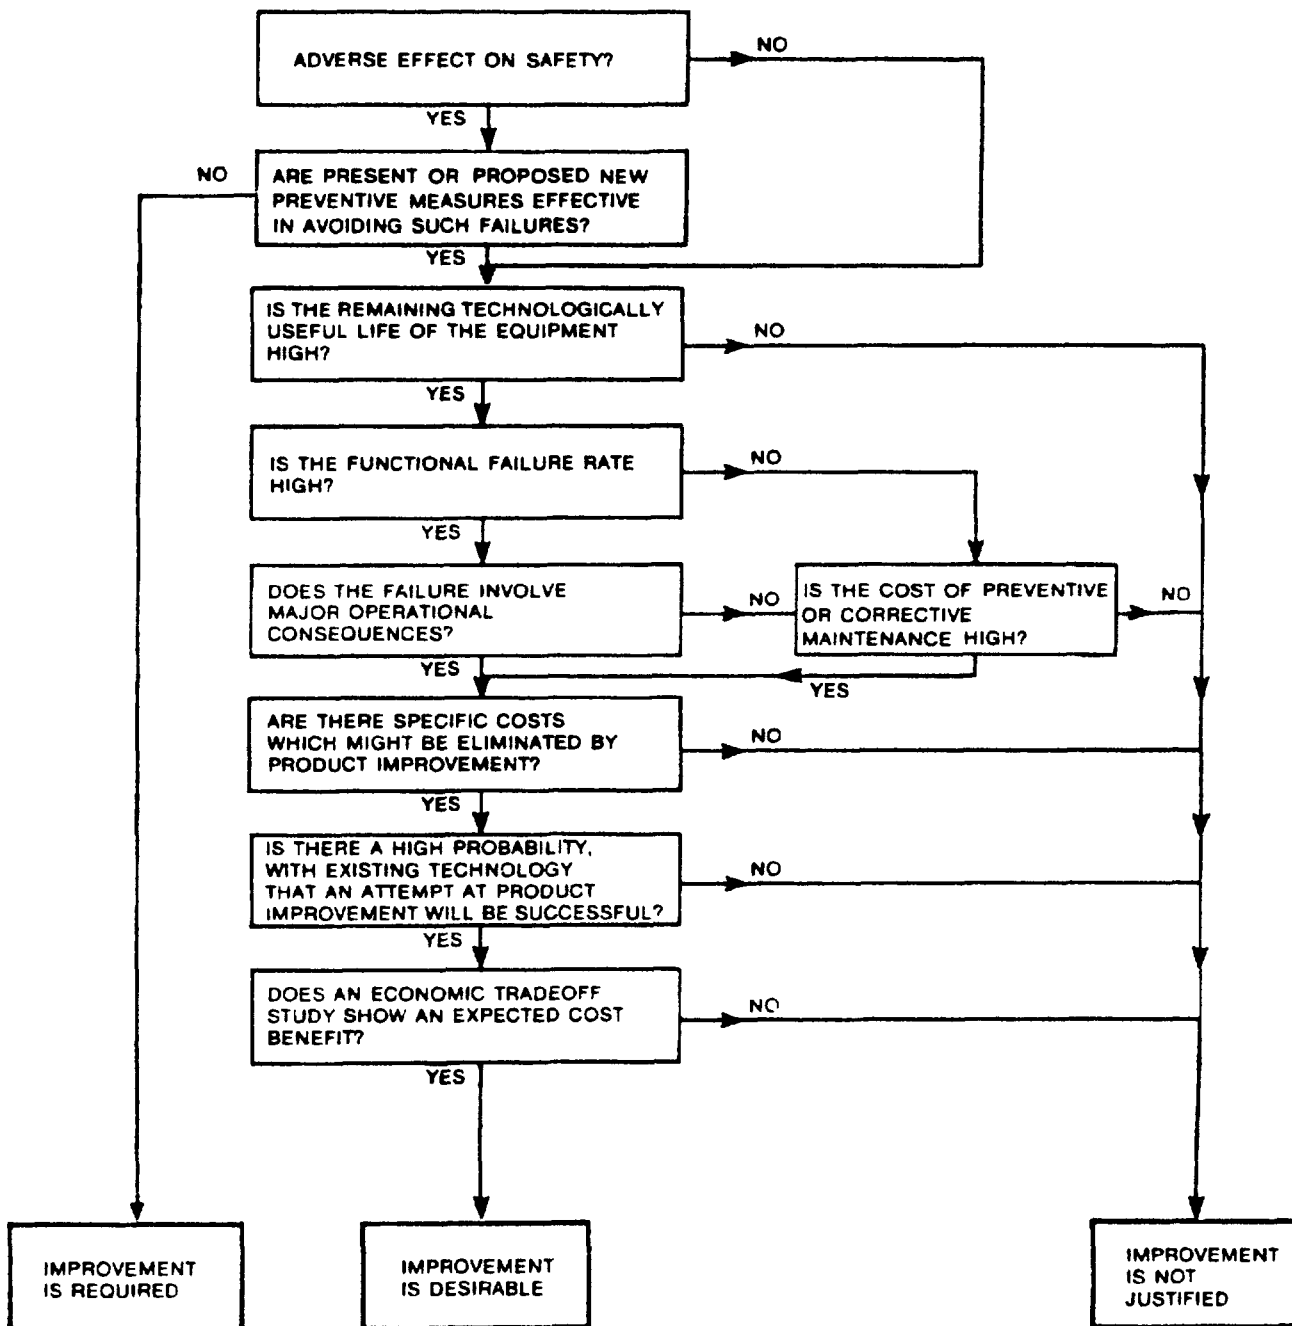 ADVERSE EFFECT ON SAFETY?
NO
YES
NO
ARE PRESENT OR PROPOSED NEW
PREVENTIVE MEASURES EFFECTIVE
IN AVOIDING SUCH FAILURES?
YES
IS THE REMAINING TECHNOLOGICALLY
USEFUL LIFE OF THE EQUIPMENT
HIGH?
NO
YES
IS THE FUNCTIONAL FAILURE RATE
HIGH?
NO
YES
DOES THE FAILURE INVOLVE
MAJOR OPERATIONAL
CONSEQUENCES?
NO
IS THE COST OF PREVENTIVE
OR CORRECTIVE
MAINTENANCE HIGH?
NO
YES
YES
ARE THERE SPECIFIC COSTS
WHICH MIGHT BE ELIMINATED BY
PRODUCT IMPROVEMENT?
NO
YES
IS THERE A HIGH PROBABILITY,
WITH EXISTING TECHNOLOGY
THAT AN ATTEMPT AT PRODUCT
IMPROVEMENT WILL BE SUCCESSFUL?
NO
YES
DOES AN ECONOMIC TRADEOFF
STUDY SHOW AN EXPECTED COST
BENEFIT?
NO
YES
IMPROVEMENT
IS REQUIRED
IMPROVEMENT
IS DESIRABLE
IMPROVEMENT
IS NOT
JUSTIFIED